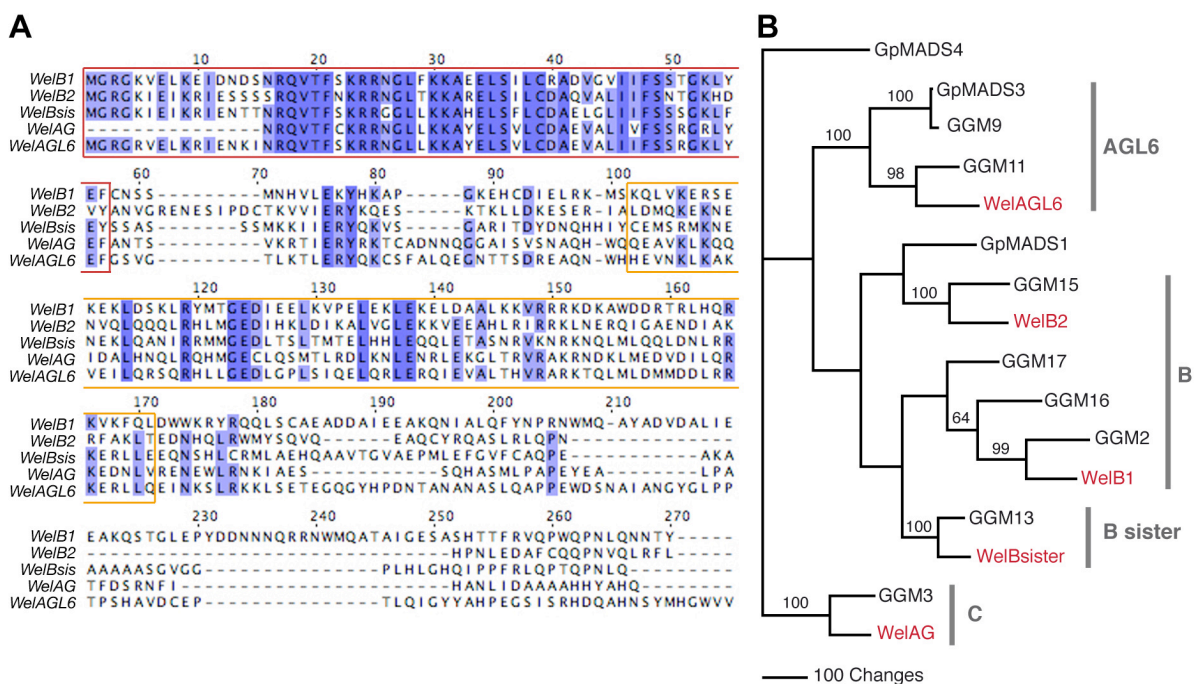 A
10 20 30 40 50
WelB1 MGRGKVELKEIDNDSNRQVTFSKRRNGLFKKAEELSILCRADVGVIIFSSTGKLY
WelB2 MGRGKIEIKRIESSSSRQVTFNKRRNGLTKKARELSILCDAQVALIIFSNTGKHD
WelBsis MGRGKIEIKRIENTTNRQVTFSKRRGGLLKKAHELSFLCDAELGLIIFSSSGKLF
WelAG ---------------NRQVTFCKRRNGLLKKAYELSVLCDAEVALIVFSSRGRLY
WelAGL6 MGRGRVELKRIENKINRQVTFSKRRNGLLKKAYELSVLCDAEVALIIFSSRGKLY
60 70 80 90 100
WelB1 EFCNSS---------MNHVLEKYHKAP-----GKEHCDIELRK-MSKQLVKERSE
WelB2 VYANVGRENESIPDCTKVVIERYKQES-----KTKLLDKESER-IALDMQKEKNE
WelBsis EYSSAS-------SSMKKIIERYQKVS-----GARITDYDNQHHIYCEMSRMKNE
WelAG EFANTS---------VKRTIERYRKTCADNNQGGAISVSNAQH-WQQEAVKLKQQ
WelAGL6 EFGSVG---------TLKTLERYQKCSFALQEGNTTSDREAQN-WHHEVNKLKAK
120 130 140 150 160
WelB1 KEKLDSKLRYMTGEDIEELKVPELEKLEKELDAALKKVRRRKDKAWDDRTRLHQR
WelB2 NVQLQQQLRHLMGEDIHKLDIKALVGLEKKVEEAHLRIRRRKLNERQIGAENDIAK
WelBsis NEKLQANIRRMMGEDLTSLTMTELHHLEQQLETASNRVKNRKNQLMLQQLDNLRR
WelAG IDALHNQLRQHMGECLQSMTLRDLKNLENRLEKGLTRVRAKRNDKLMEDVDILQR
WelAGL6 VEILQRSQRHLLGEDLGPLSIQELQRLERQIEVALTHVRARKTQLMLDMMDDLRR
170 180 190 200 210
WelB1 KVKFQLDWWKRYRQQLSCAEADDAIEEAKQNIALQFYNPRNWMQ-AYADVDALIE
WelB2 RFAKLTEDNHQLRWMYSQVQ------EAQCYRQASLRLQPN--------------
WelBsis KERLLEEQNSHLCRMLAEHQAAVTGVAEPMLEFGVFCAQPE-----------AKA
WelAG KEDNLVRENEWLRNKIAES-----------SQHASMLPAPEYEA--------LPA
WelAGL6 KERLLQEINKSLRKKLSETEGQGYHPDNTANANASLQAPPEWDSNAIANGYGLPP
230 240 250 260 270
WelB1 EAKQSTGLEPYDDNNNNQRRNWMQATAIGESASHTTFRVQPWQPNLQNNTY-----
WelB2 -------------------------------HPNLEDAFCQQPNVQLRFL------
WelBsis AAAAASGVGG---------------PLHLGHQIPPFRLQPTQPNLQ---------
WelAG TFDSRNFI-----------------------HANLIDAAAAHHYAHQ--------
WelAGL6 TPSHAVDCEP---------------TLQIGYYAHPEGSISRHDQAHNSYMHGWVV
B
GpMADS4
GpMADS3
100
GGM9
100
AGL6
GGM11
98
WelAGL6
GpMADS1
GGM15
100
WelB2
GGM17
B
GGM16
64
GGM2
99
WelB1
GGM13
100
B sister
WelBsister
GGM3
100
C
WelAG
100 Changes